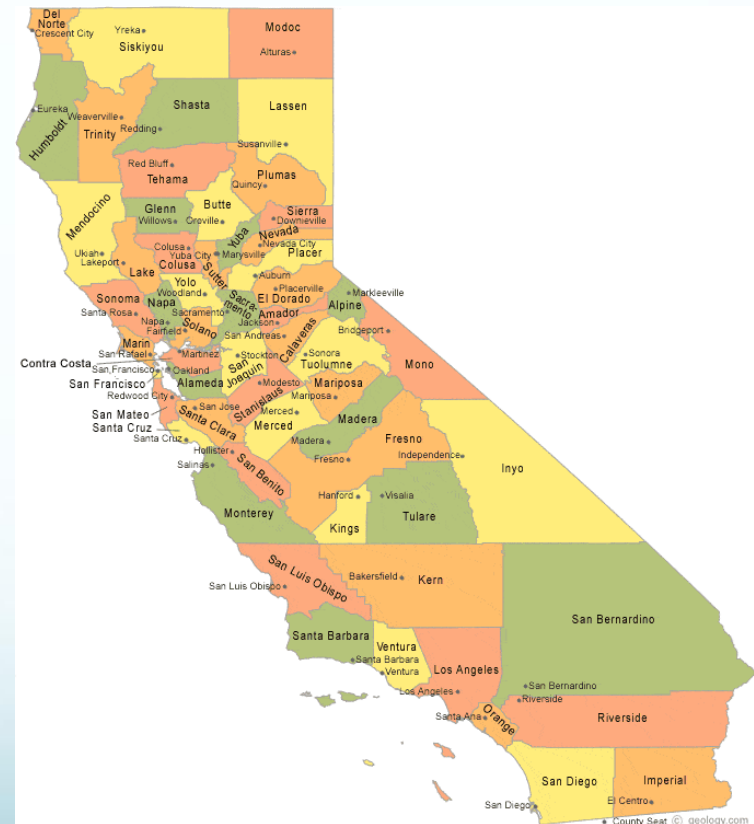 Del
Norte
Crescent City
Yreka
Siskiyou
Modoc
Alturas
Eureka
Humboldt
Weaverville
Trinity
Shasta
Redding
Lassen
Susanville
Red Bluff
Tehama
Plumas
Quincy
Mendocino
Ukiah
Glenn
Willows
Butte
Oroville
Sierra
Downieville
Yuba
Nevada
Nevada City
Placer
Auburn
Lakeport
Lake
Colusa
Colusa
Yuba City
Marysville
Sutter
Yolo
Woodland
Sacra-
mento
Sacramento
El Dorado
Placerville
Alpine
Markleeville
Sonoma
Santa Rosa
Napa
Napa
Solano
Fairfield
Amador
Jackson
San Andreas
Calaveras
Bridgeport
Mono
Marin
San Rafael
Contra Costa
Martinez
San Francisco
San Francisco
Oakland
Alameda
San
Joaquin
Stockton
Sonora
Tuolumne
Redwood City
San Mateo
Santa Cruz
Santa Cruz
San Jose
Santa Clara
Stanislaus
Modesto
Merced
Merced
Mariposa
Mariposa
Madera
Madera
Fresno
Fresno
Independence
Inyo
Hollister
San Benito
Salinas
Monterey
Hanford
Kings
Visalia
Tulare
San Luis Obispo
San Luis Obispo
Bakersfield
Kern
San Bernardino
Santa Barbara
Santa Barbara
Ventura
Ventura
Los Angeles
Los Angeles
San Bernardino
Riverside
Riverside
Santa Ana
Orange
San Diego
San Diego
Imperial
El Centro
County Seat © geology.com